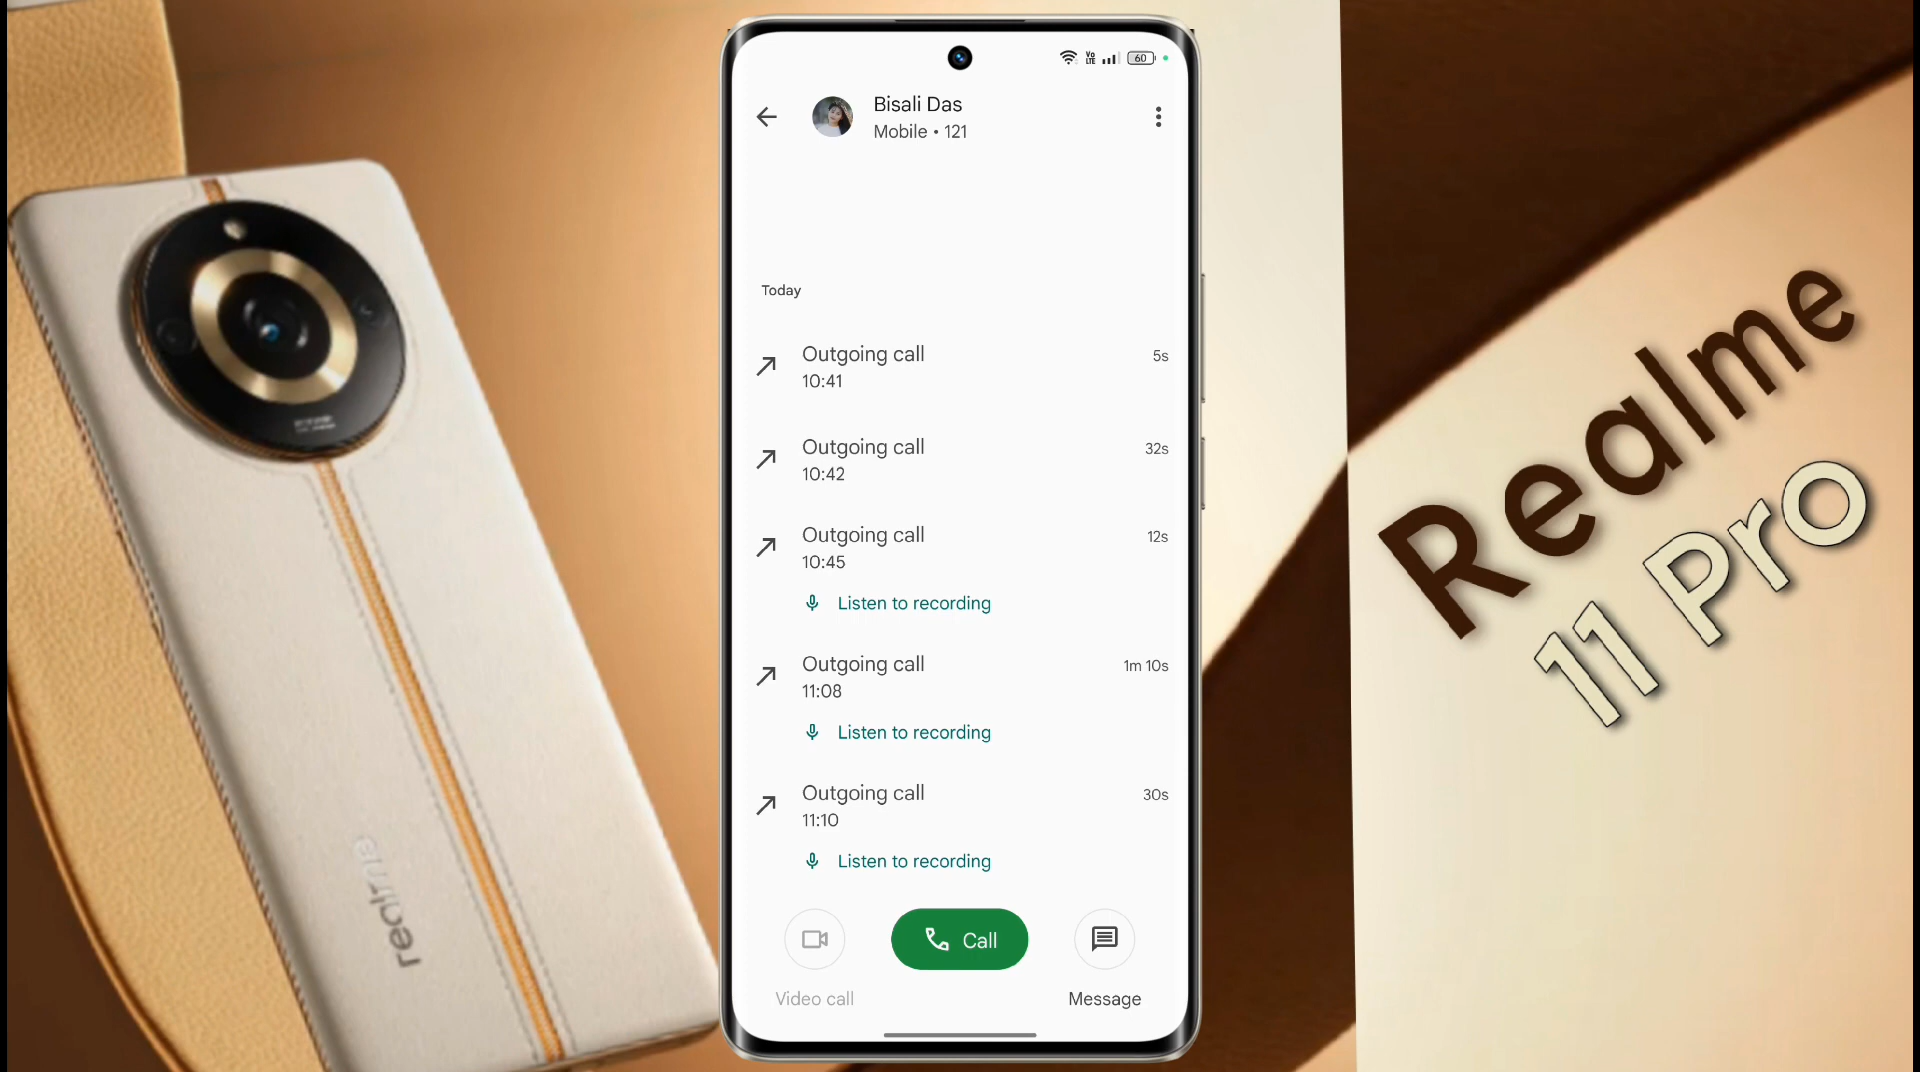 60
Bisali Das
Mobile • 121
Today
Outgoing call 5s
10:41
Outgoing call 32s
10:42
Outgoing call 12s
10:45
Listen to recording
Outgoing call 1m 10s
11:08
Listen to recording
Outgoing call 30s
11:10
Listen to recording
Call
Video call
Message
realme
Realme
11 Pro